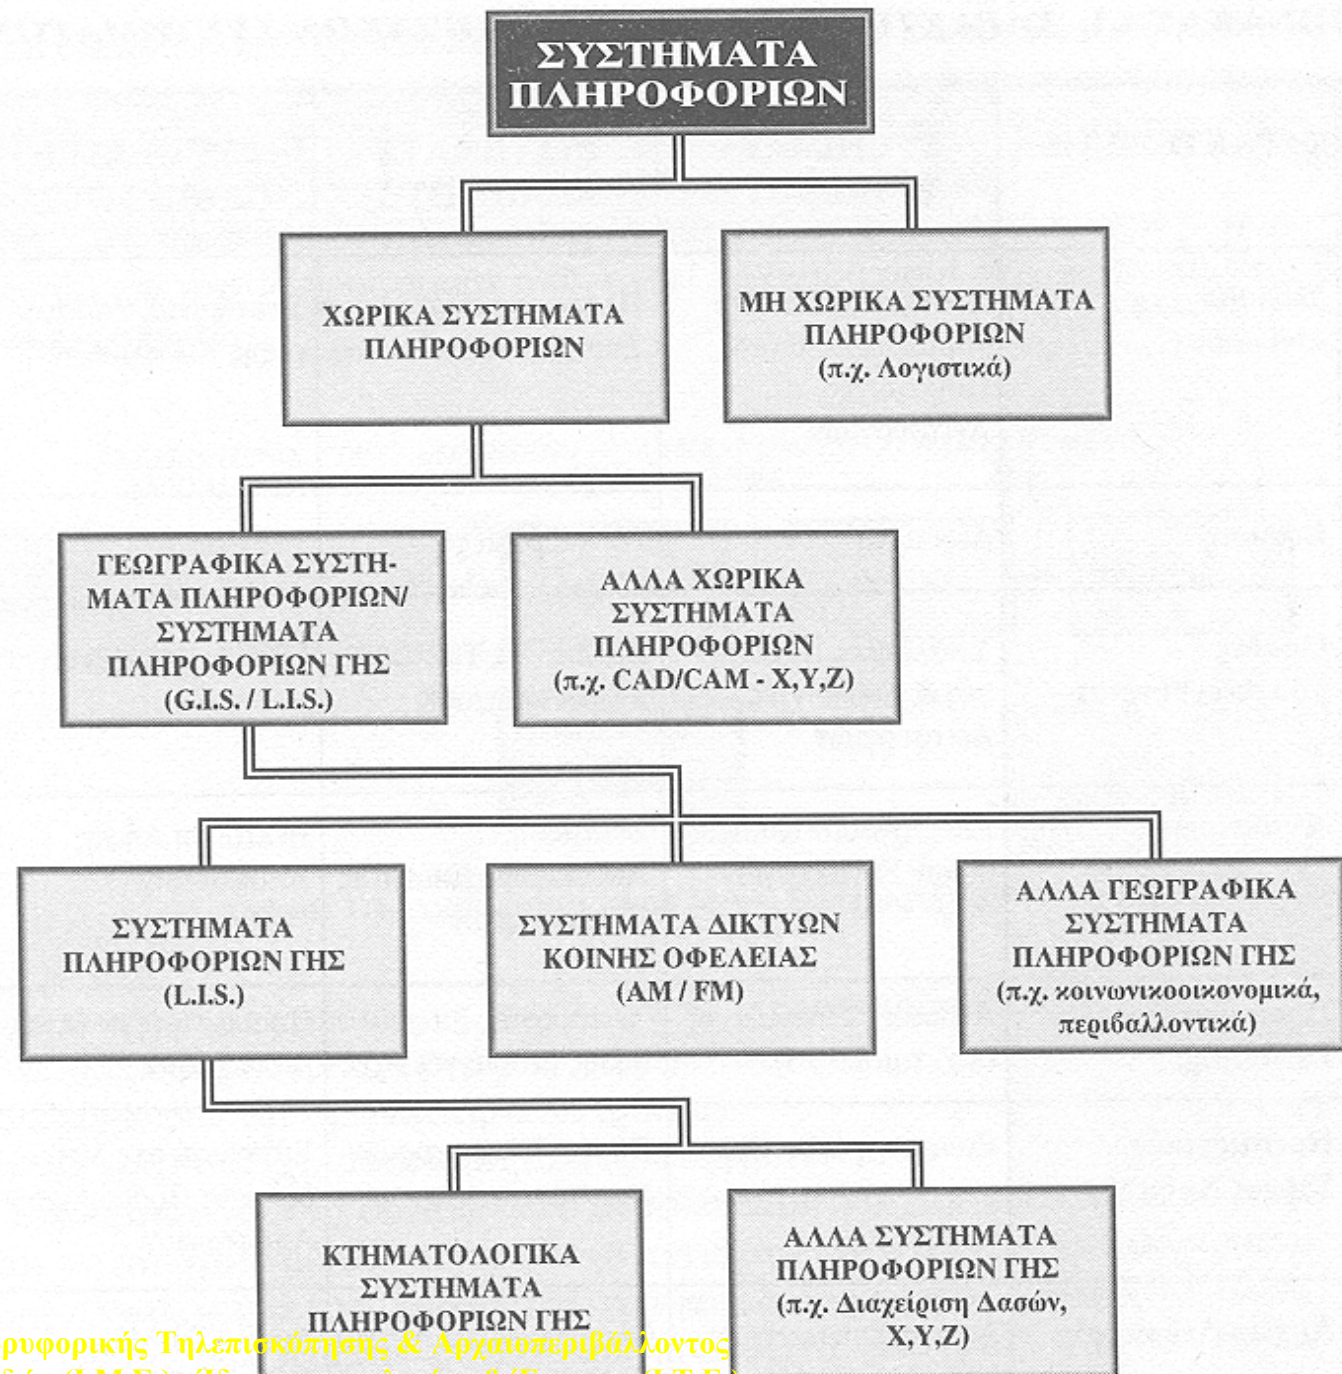 ΣΥΣΤΗΜΑΤΑ
ΠΛΗΡΟΦΟΡΙΩΝ
ΧΩΡΙΚΑ ΣΥΣΤΗΜΑΤΑ
ΠΛΗΡΟΦΟΡΙΩΝ
ΜΗ ΧΩΡΙΚΑ ΣΥΣΤΗΜΑΤΑ
ΠΛΗΡΟΦΟΡΙΩΝ
(π.χ. Λογιστικά)
ΓΕΩΓΡΑΦΙΚΑ ΣΥΣΤΗ-
ΜΑΤΑ ΠΛΗΡΟΦΟΡΙΩΝ/
ΣΥΣΤΗΜΑΤΑ
ΠΛΗΡΟΦΟΡΙΩΝ ΓΗΣ
(G.I.S. / L.I.S.)
ΑΛΛΑ ΧΩΡΙΚΑ
ΣΥΣΤΗΜΑΤΑ
ΠΛΗΡΟΦΟΡΙΩΝ
(π.χ. CAD/CAM - X,Y,Z)
ΣΥΣΤΗΜΑΤΑ
ΠΛΗΡΟΦΟΡΙΩΝ ΓΗΣ
(L.I.S.)
ΣΥΣΤΗΜΑΤΑ ΔΙΚΤΥΩΝ
ΚΟΙΝΗΣ ΟΦΕΛΕΙΑΣ
(AM / FM)
ΑΛΛΑ ΓΕΩΓΡΑΦΙΚΑ
ΣΥΣΤΗΜΑΤΑ
ΠΛΗΡΟΦΟΡΙΩΝ ΓΗΣ
(π.χ. κοινωνικοοικονομικά,
περιβαλλοντικά)
ΚΤΗΜΑΤΟΛΟΓΙΚΑ
ΣΥΣΤΗΜΑΤΑ
ΠΛΗΡΟΦΟΡΙΩΝ ΓΗΣ
ΑΛΛΑ ΣΥΣΤΗΜΑΤΑ
ΠΛΗΡΟΦΟΡΙΩΝ ΓΗΣ
(π.χ. Διαχείριση Δασών,
X,Y,Z)
ρυφορικής Τηλεπισκόπησης & Αρχαιοπεριβάλλοντος